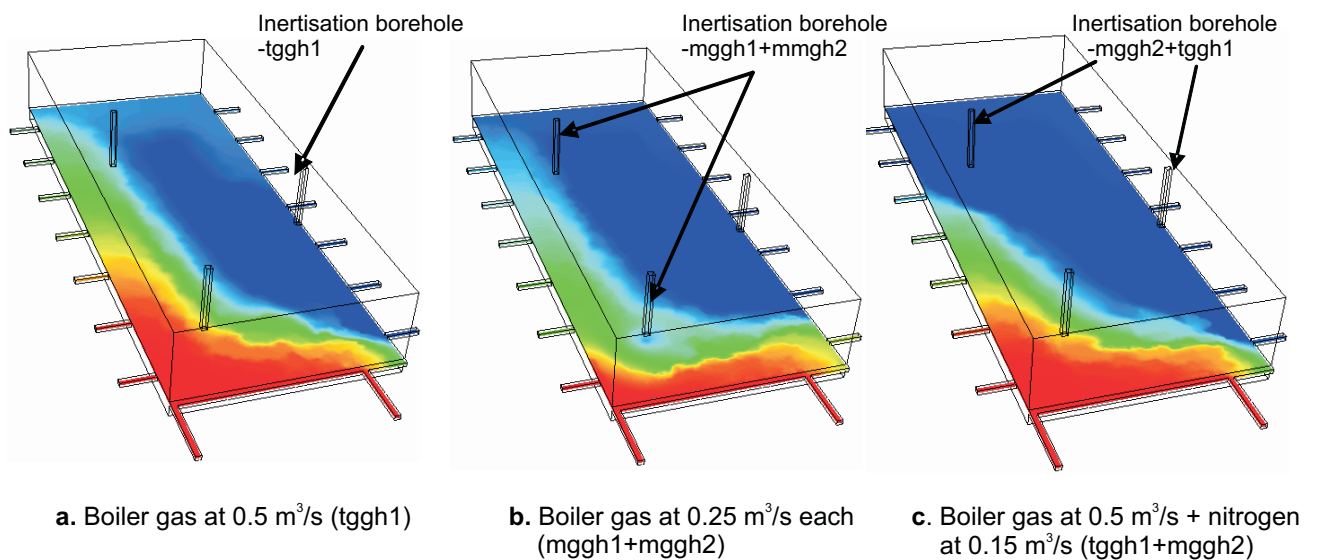 Inertisation borehole
-tggh1
Inertisation borehole
-mggh1+mmgh2
Inertisation borehole
-mggh2+tggh1
a. Boiler gas at 0.5 m³/s (tggh1)
b. Boiler gas at 0.25 m³/s each
(mggh1+mggh2)
c. Boiler gas at 0.5 m³/s + nitrogen
at 0.15 m³/s (tggh1+mggh2)